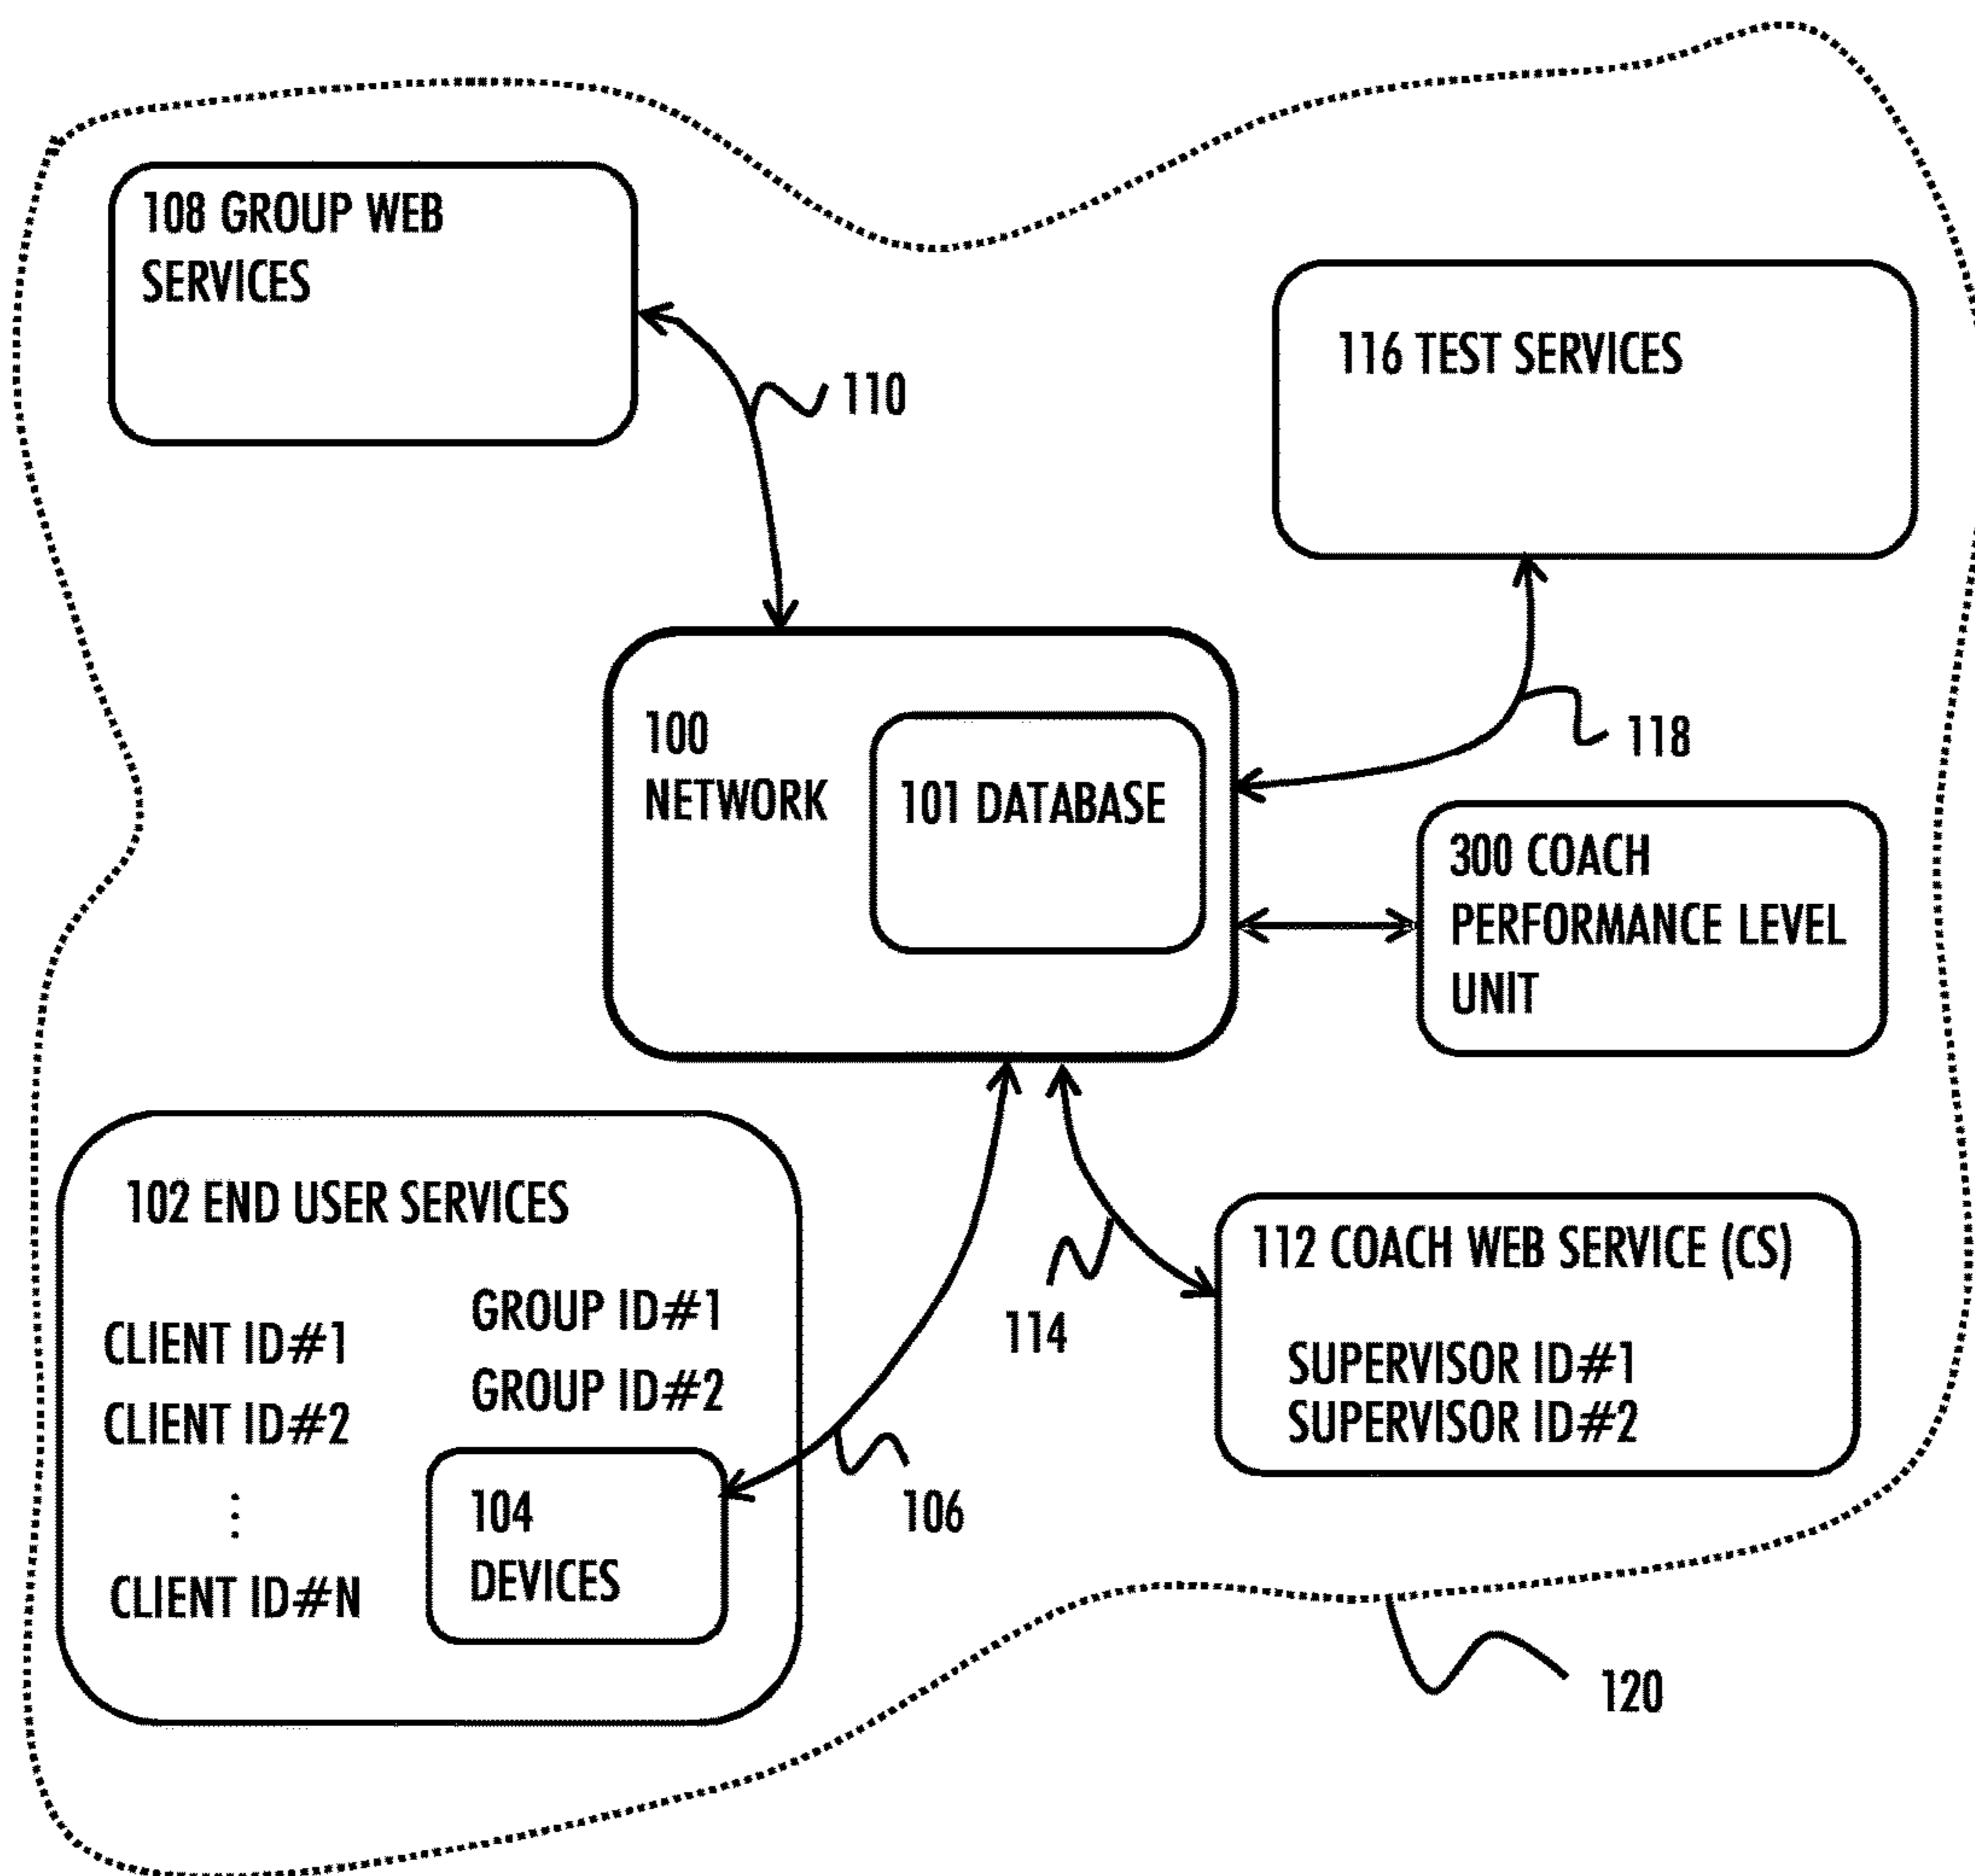 108 GROUP WEB
SERVICES
110
116 TEST SERVICES
118
100
NETWORK
101 DATABASE
300 COACH
PERFORMANCE LEVEL
UNIT
102 END USER SERVICES
CLIENT ID#1
CLIENT ID#2
⋮
CLIENT ID#N
GROUP ID#1
GROUP ID#2
104
DEVICES
106
114
112 COACH WEB SERVICE (CS)
SUPERVISOR ID#1
SUPERVISOR ID#2
120